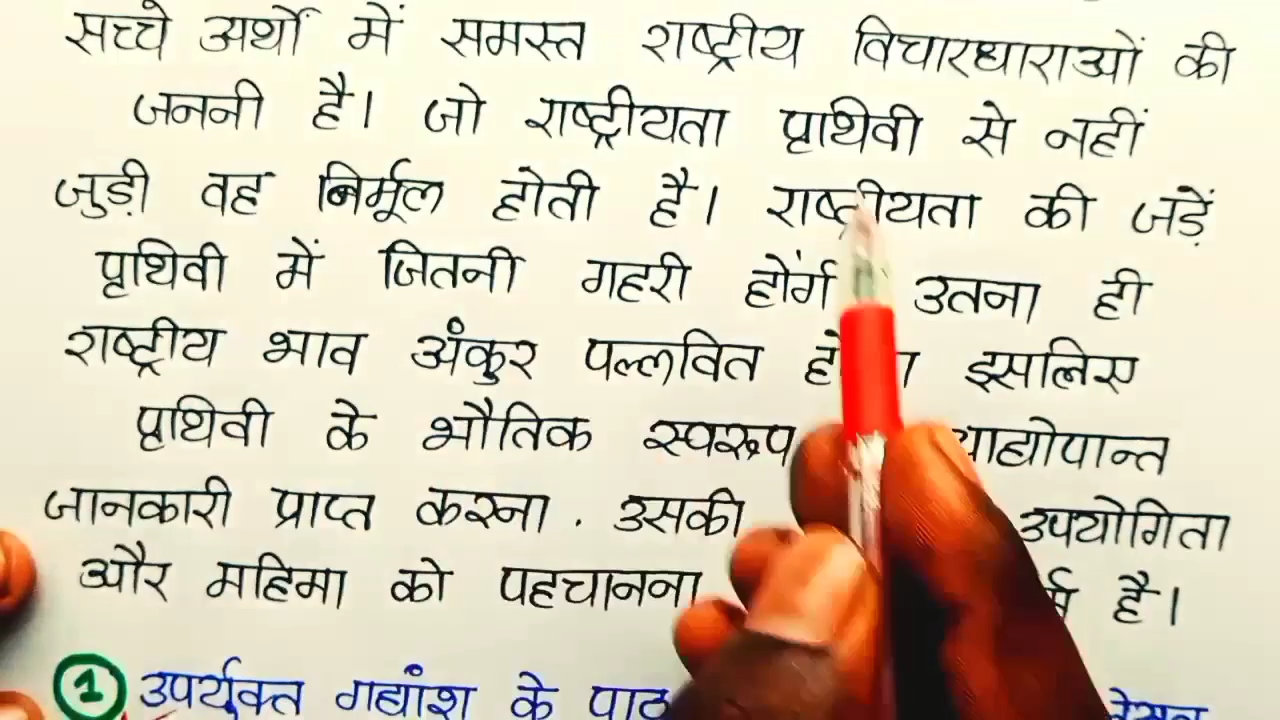 सच्चे अर्थों में समस्त राष्ट्रीय विचारधाराओं की
जननी है। जो राष्ट्रीयता पृथिवी से नहीं
जुड़ी वह निर्मूल होती है। राष्ट्रीयता की जड़ें
पृथिवी में जितनी गहरी उतना ही
राष्ट्रीय भाव अंकुर पल्लवित इसलिए
पृथिवी के भौतिक स्वरूप आद्योपान्त
जानकारी प्राप्त करना . उसकी उपयोगिता
और महिमा को पहचानना है।
1 उपर्युक्त गद्यांश के पाठ